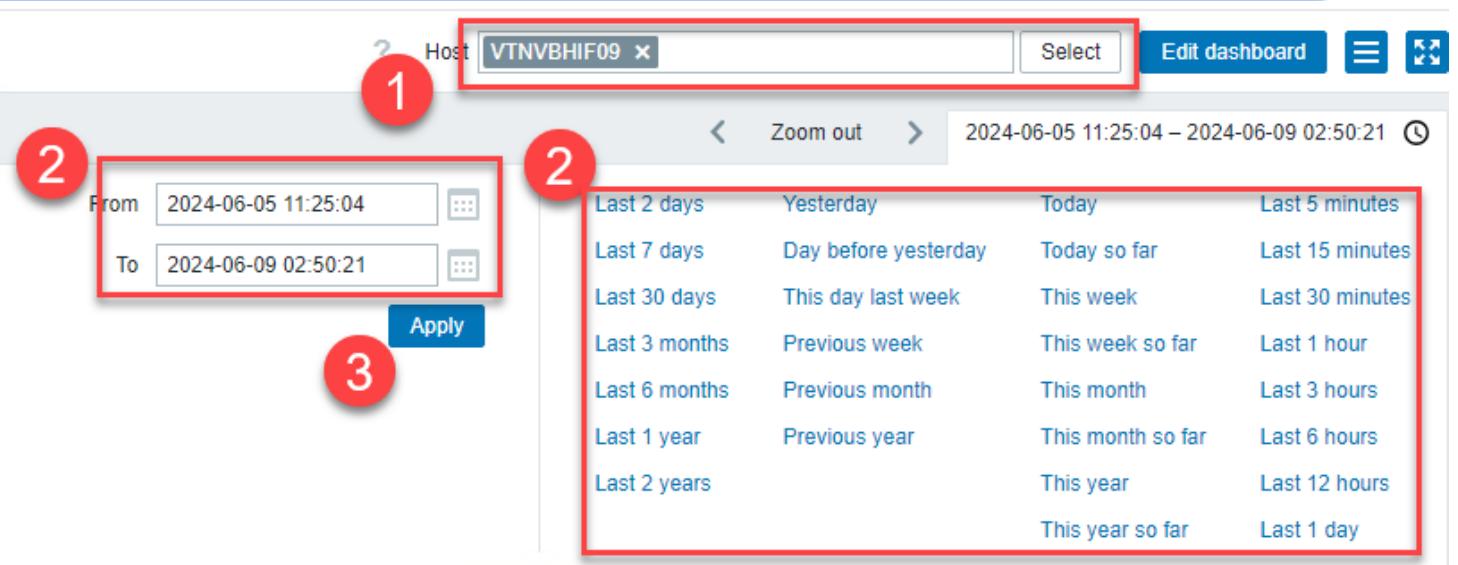 ? Host VTNVBHIF09 × Select Edit dashboard
1
Zoom out 2024-06-05 11:25:04 – 2024-06-09 02:50:21
2
From 2024-06-05 11:25:04
To 2024-06-09 02:50:21
Apply
3
2
Last 2 days Yesterday Today Last 5 minutes
Last 7 days Day before yesterday Today so far Last 15 minutes
Last 30 days This day last week This week Last 30 minutes
Last 3 months Previous week This week so far Last 1 hour
Last 6 months Previous month This month Last 3 hours
Last 1 year Previous year This month so far Last 6 hours
Last 2 years This year Last 12 hours
This year so far Last 1 day